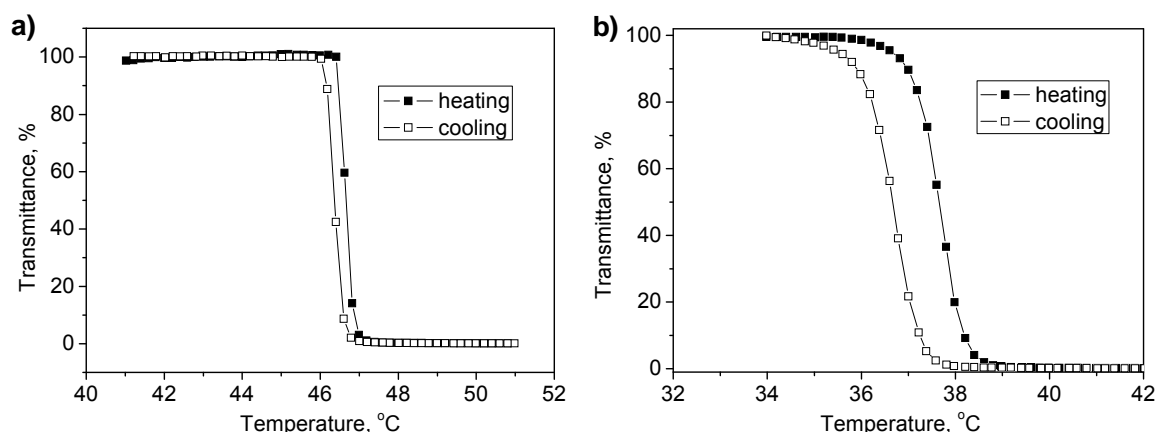 a)
100
80
60
40
20
0
Transmittance, %
heating
cooling
40 42 44 46 48 50 52
Temperature, °C
b)
100
80
60
40
20
0
Transmittance, %
heating
cooling
32 34 36 38 40 42
Temperature, °C